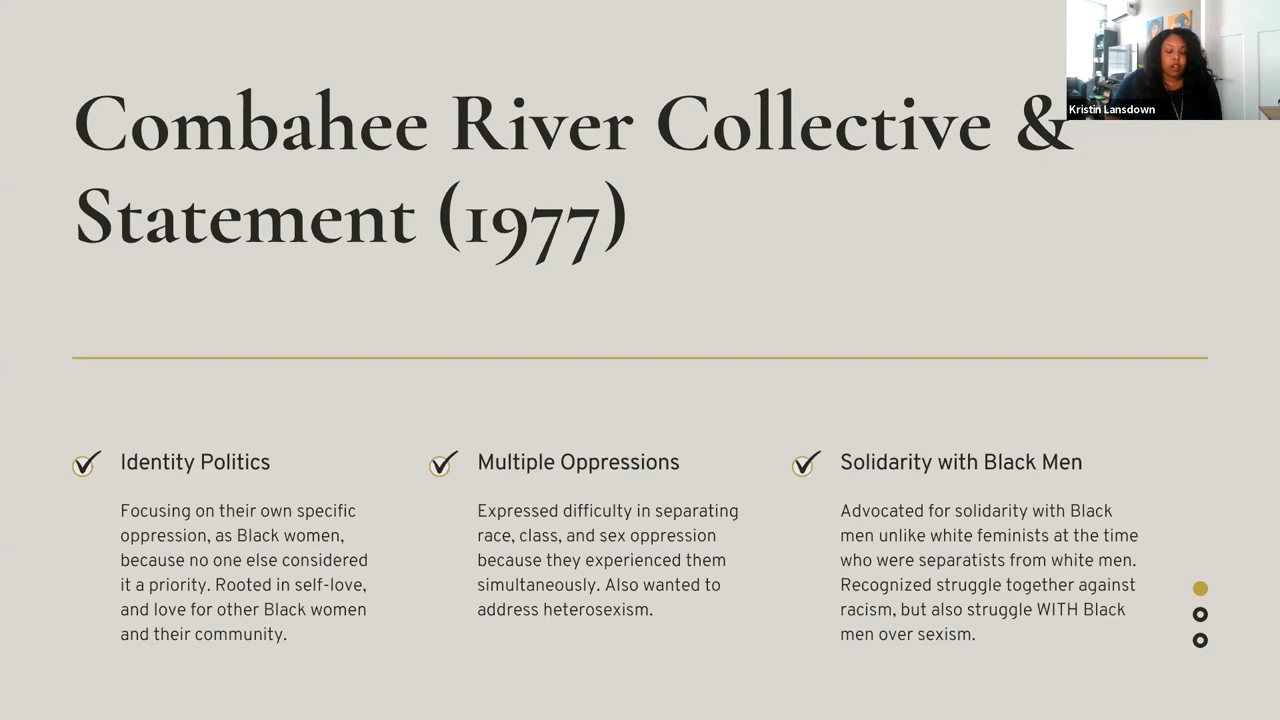 Combahee River Collective &
Statement (1977)
Kristin Lansdown
Identity Politics
Focusing on their own specific
oppression, as Black women,
because no one else considered
it a priority. Rooted in self-love,
and love for other Black women
and their community.
Multiple Oppressions
Expressed difficulty in separating
race, class, and sex oppression
because they experienced them
simultaneously. Also wanted to
address heterosexism.
Solidarity with Black Men
Advocated for solidarity with Black
men unlike white feminists at the time
who were separatists from white men.
Recognized struggle together against
racism, but also struggle WITH Black
men over sexism.